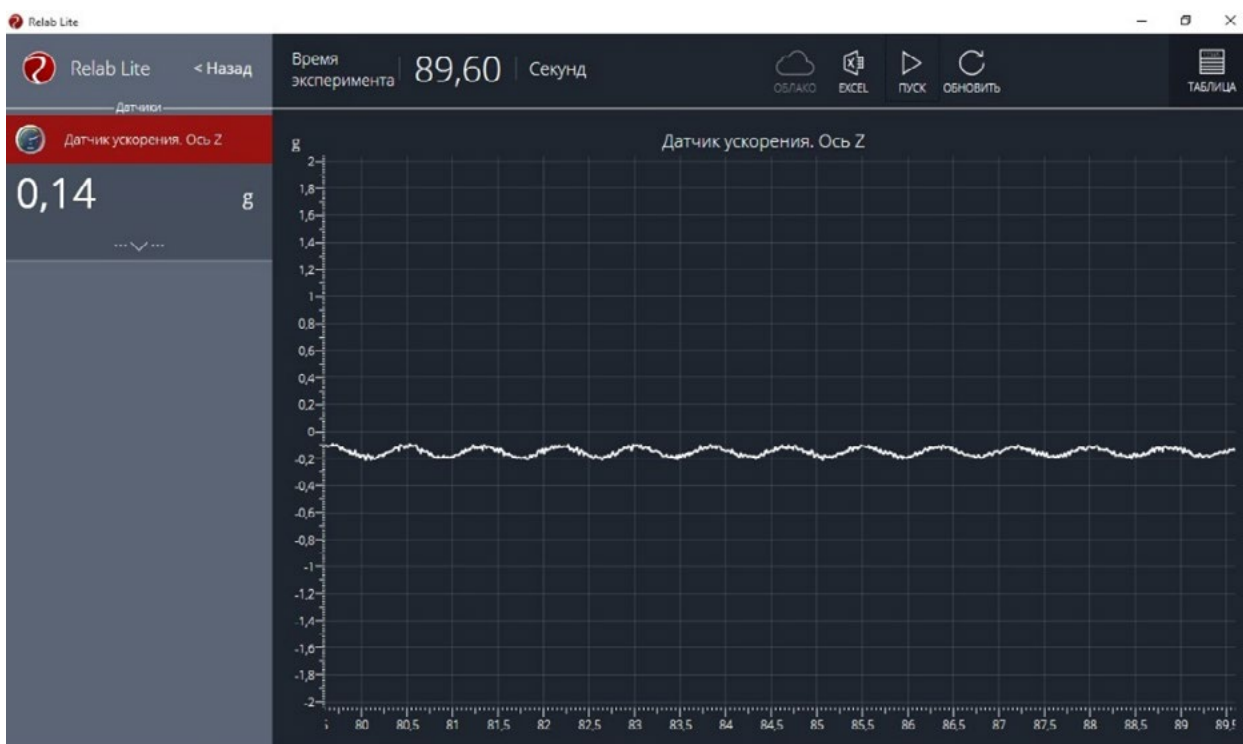 Relab Lite
Relab Lite < Назад
Время эксперимента 89,60 Секунд
ОБЛАКО EXCEL ПУСК ОБНОВИТЬ ТАБЛИЦА
Датчики
Датчик ускорения. Ось Z
0,14 g
g Датчик ускорения. Ось Z
2
1,8
1,6
1,4
1,2
1
0,8
0,6
0,4
0,2
0
-0,2
-0,4
-0,6
-0,8
-1
-1,2
-1,4
-1,6
-1,8
-2
80 80,5 81 81,5 82 82,5 83 83,5 84 84,5 85 85,5 86 86,5 87 87,5 88 88,5 89